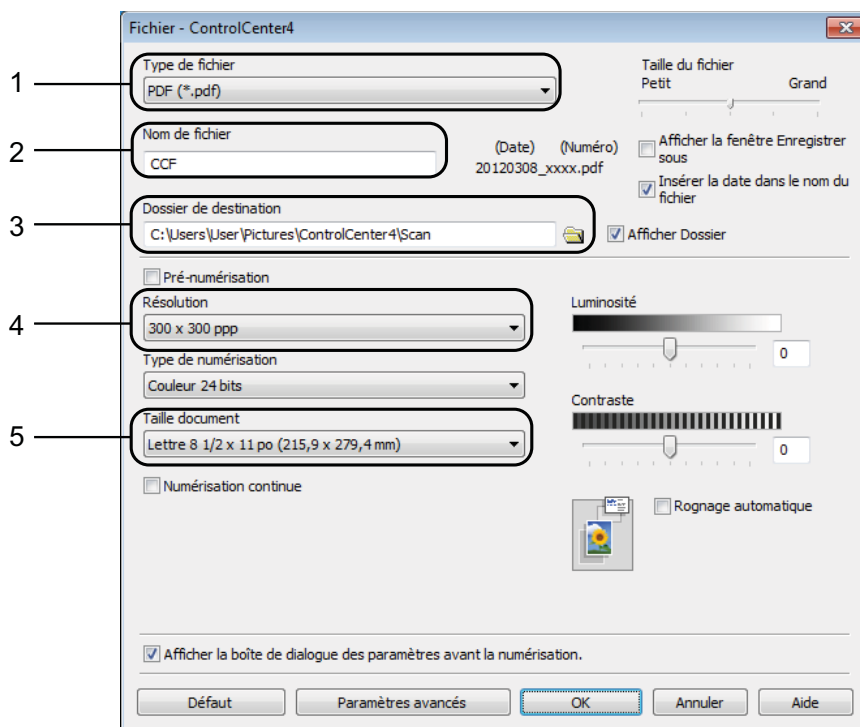 Fichier - ControlCenter4
1
Type de fichier
PDF (*.pdf)
Taille du fichier
Petit Grand
2
Nom de fichier
CCF
(Date) (Numéro)
20120308_xxxx.pdf
Afficher la fenêtre Enregistrer
sous
Insérer la date dans le nom du
fichier
3
Dossier de destination
C:\Users\User\Pictures\ControlCenter4\Scan
Afficher Dossier
Pré-numérisation
4
Résolution
300 x 300 ppp
Luminosité
0
Type de numérisation
Couleur 24 bits
Contraste
0
5
Taille document
Lettre 8 1/2 x 11 po (215,9 x 279,4 mm)
Numérisation continue
Rognage automatique
Afficher la boîte de dialogue des paramètres avant la numérisation.
Défaut Paramètres avancés OK Annuler Aide